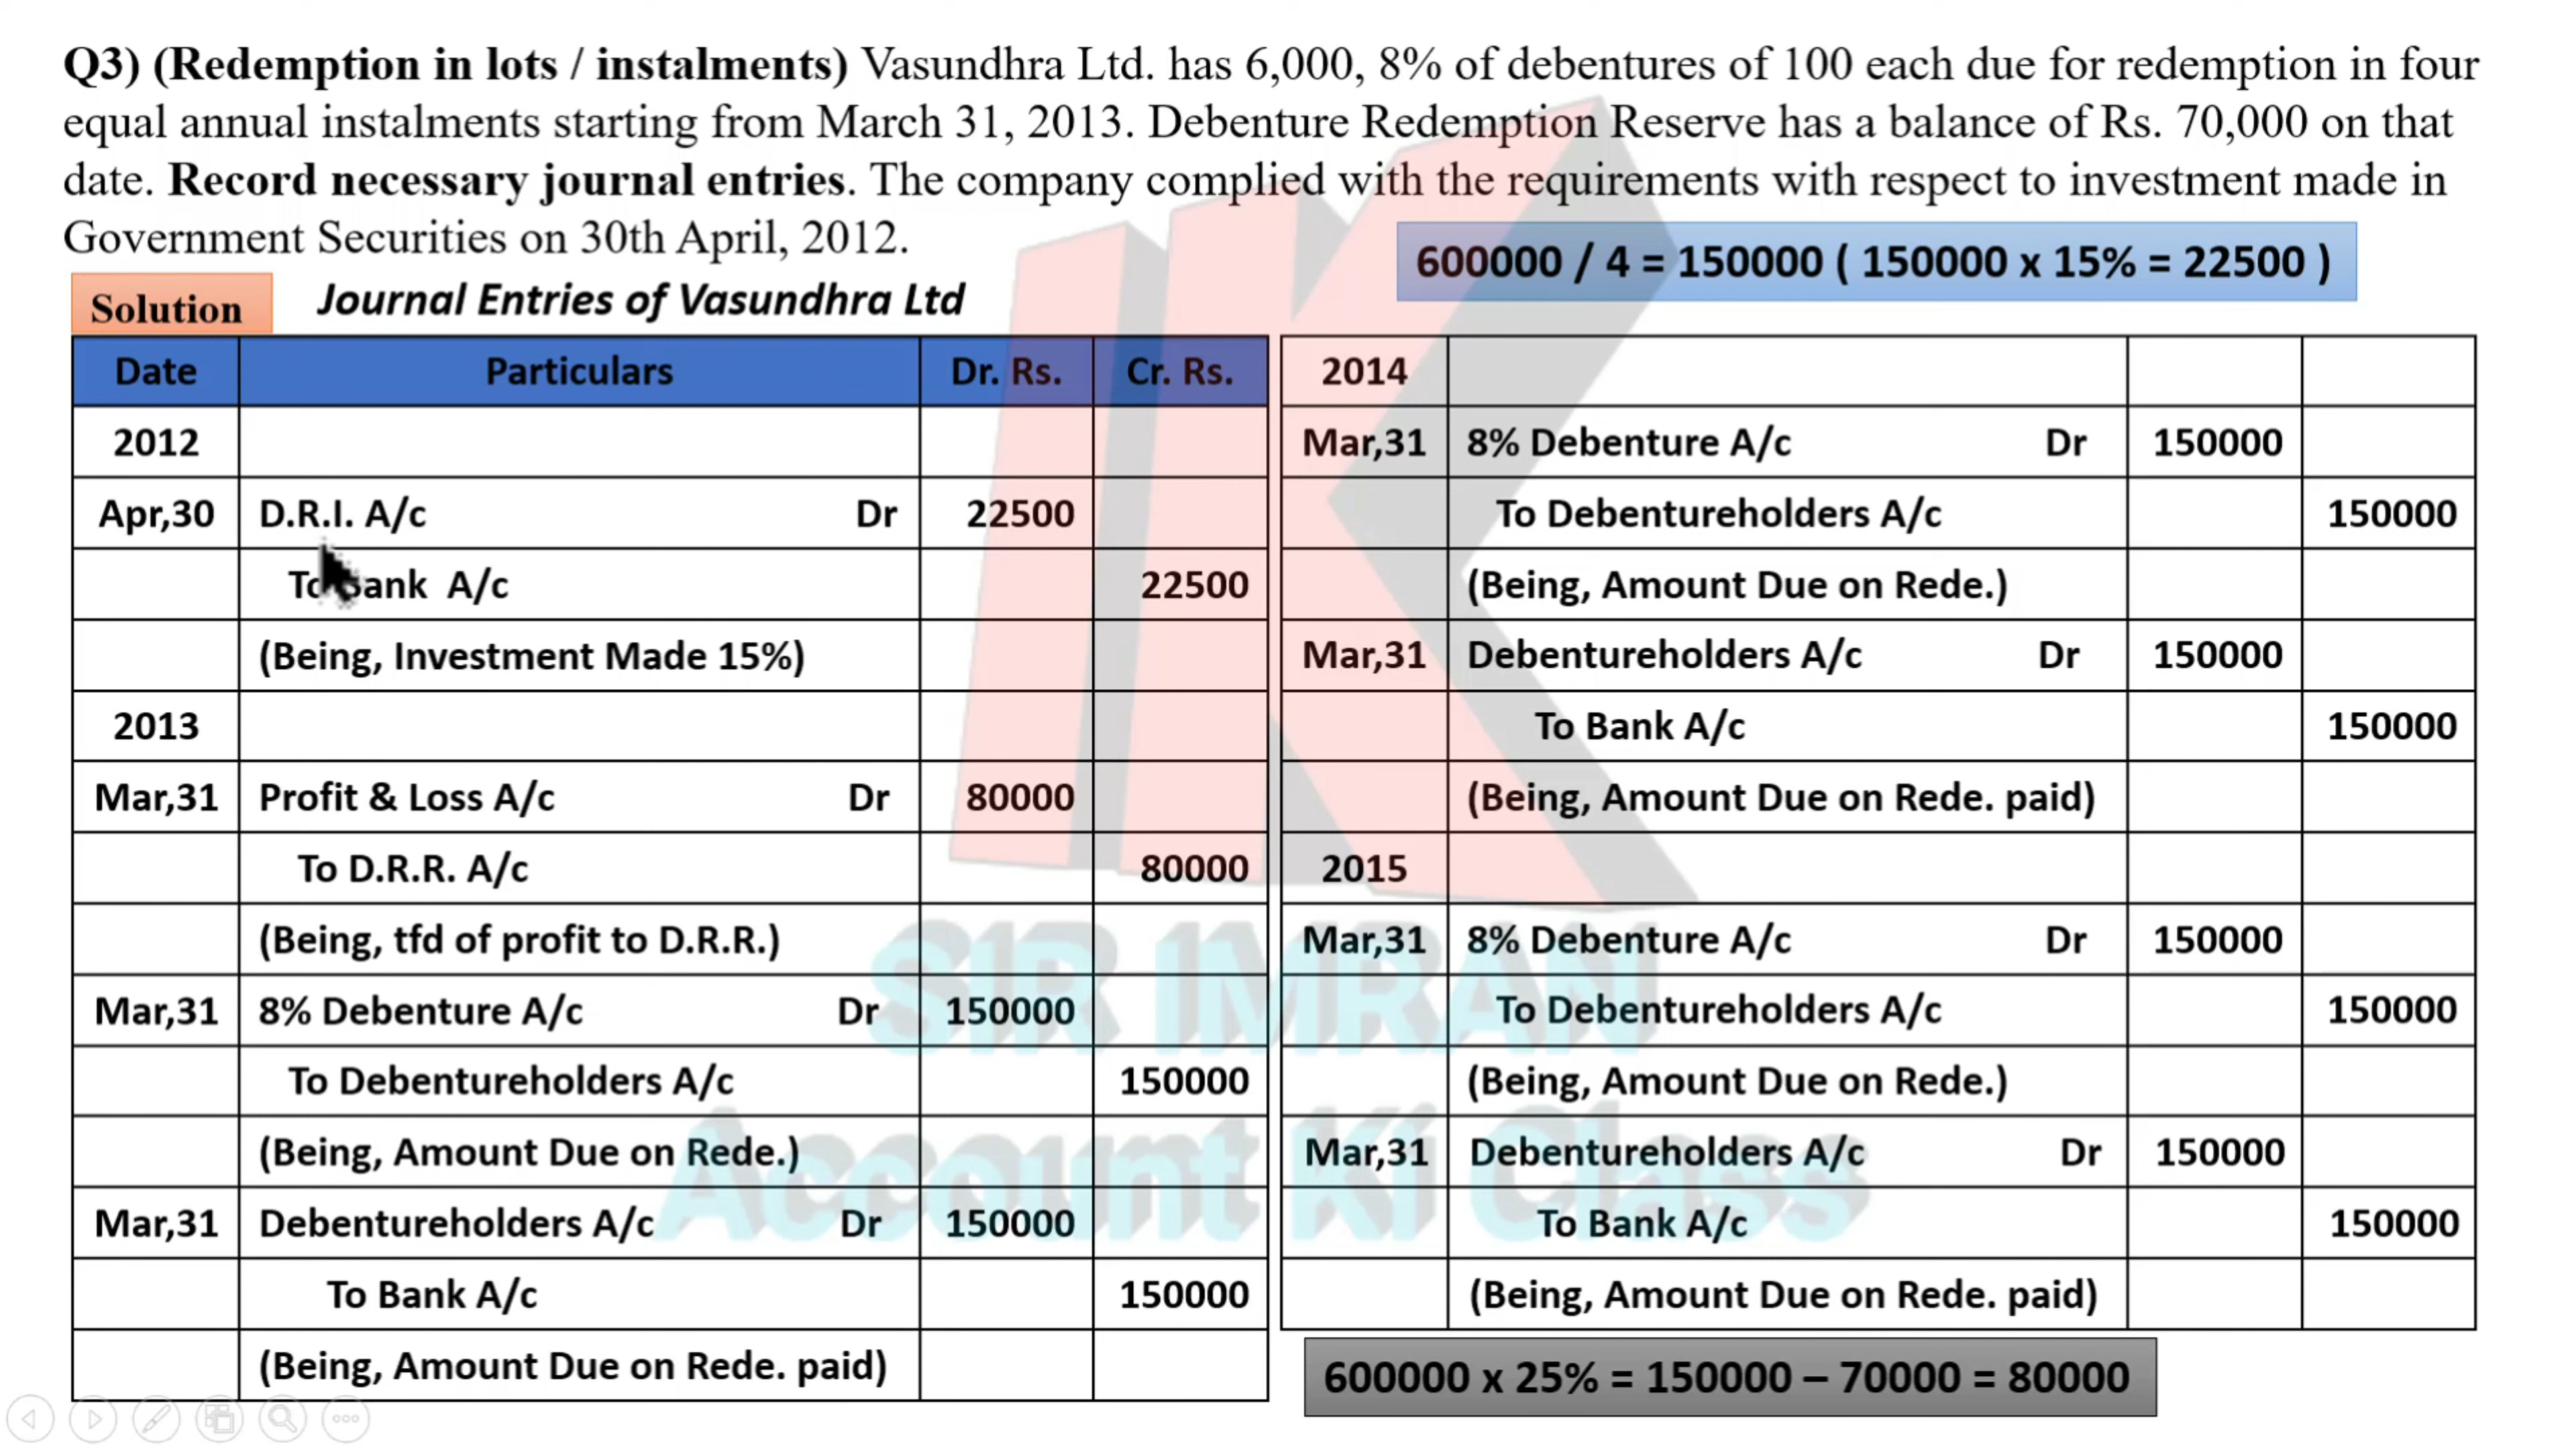 Q3) (Redemption in lots / instalments) Vasundhra Ltd. has 6,000, 8% of debentures of 100 each due for redemption in four
equal annual instalments starting from March 31, 2013. Debenture Redemption Reserve has a balance of Rs. 70,000 on that
date. Record necessary journal entries. The company complied with the requirements with respect to investment made in
Government Securities on 30th April, 2012.
600000 / 4 = 150000 ( 150000 x 15% = 22500 )
Solution
Journal Entries of Vasundhra Ltd
Date Particulars Dr. Rs. Cr. Rs.
2012
Apr,30 D.R.I. A/c Dr 22500
To Bank A/c 22500
(Being, Investment Made 15%)
2013
Mar,31 Profit & Loss A/c Dr 80000
To D.R.R. A/c 80000
(Being, tfd of profit to D.R.R.)
Mar,31 8% Debenture A/c Dr 150000
To Debentureholders A/c 150000
(Being, Amount Due on Rede.)
Mar,31 Debentureholders A/c Dr 150000
To Bank A/c 150000
(Being, Amount Due on Rede. paid)
2014
Mar,31 8% Debenture A/c Dr 150000
To Debentureholders A/c 150000
(Being, Amount Due on Rede.)
Mar,31 Debentureholders A/c Dr 150000
To Bank A/c 150000
(Being, Amount Due on Rede. paid)
2015
Mar,31 8% Debenture A/c Dr 150000
To Debentureholders A/c 150000
(Being, Amount Due on Rede.)
Mar,31 Debentureholders A/c Dr 150000
To Bank A/c 150000
(Being, Amount Due on Rede. paid)
600000 x 25% = 150000 – 70000 = 80000
IK
SIR IMRAN
Account Ki Class